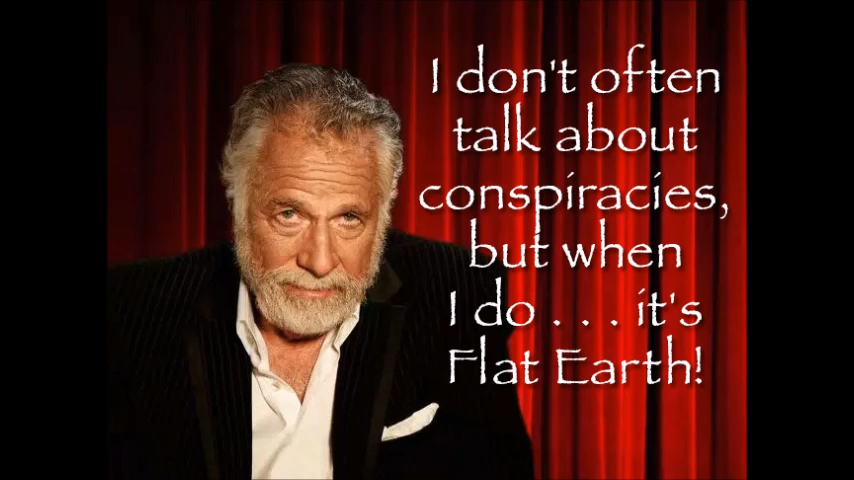 I don't often
talk about
conspiracies,
but when
I do . . . it's
Flat Earth!